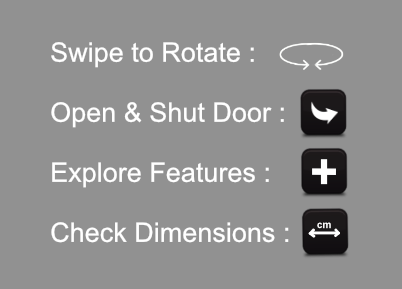 Swipe to Rotate :
Open & Shut Door :
Explore Features :
Check Dimensions : cm